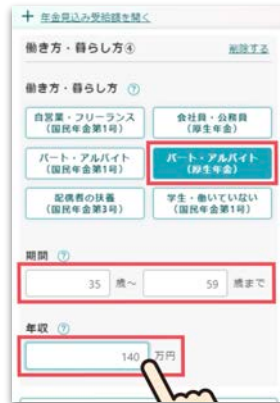 ＋ 年金見込み受給額を開く
働き方・暮らし方④ 削除する
働き方・暮らし方 ?
自営業・フリーランス
（国民年金第1号）
会社員・公務員
（厚生年金）
パート・アルバイト
（国民年金第1号）
パート・アルバイト
（厚生年金）
配偶者の扶養
（国民年金第3号）
学生・働いていない
（国民年金第1号）
期間 ?
35 歳～ 59 歳まで
年収 ?
140 万円